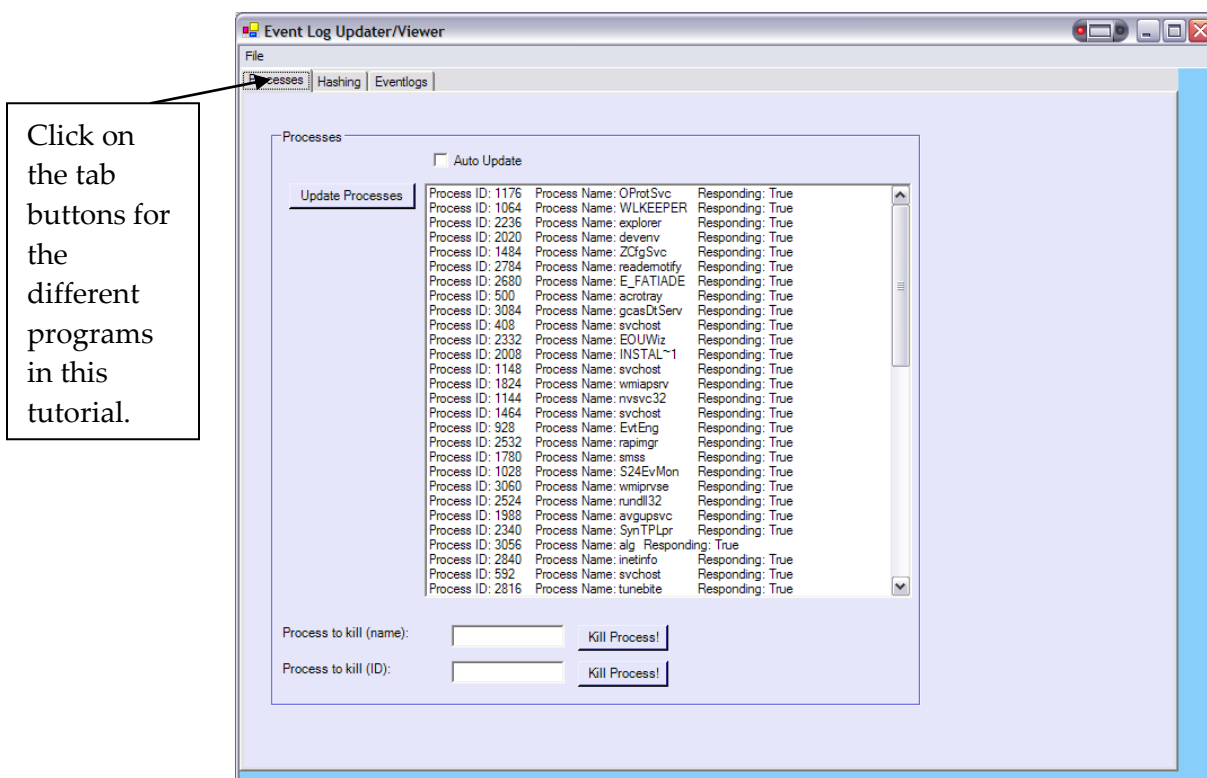 Event Log Updater/Viewer
File
Processes Hashing Eventlogs
Click on
the tab
buttons for
the
different
programs
in this
tutorial.
Processes
Auto Update
Update Processes
Process ID: 1176 Process Name: OProtSvc Responding: True
Process ID: 1064 Process Name: WLKEEPER Responding: True
Process ID: 2236 Process Name: explorer Responding: True
Process ID: 2020 Process Name: devenv Responding: True
Process ID: 1484 Process Name: ZCfgSvc Responding: True
Process ID: 2784 Process Name: reademotify Responding: True
Process ID: 2680 Process Name: E_FATIADE Responding: True
Process ID: 500 Process Name: acrotray Responding: True
Process ID: 3084 Process Name: gcasDtServ Responding: True
Process ID: 408 Process Name: svchost Responding: True
Process ID: 2332 Process Name: EOUWiz Responding: True
Process ID: 2008 Process Name: INSTAL~1 Responding: True
Process ID: 1148 Process Name: svchost Responding: True
Process ID: 1824 Process Name: wmiapsrv Responding: True
Process ID: 1144 Process Name: nvsvc32 Responding: True
Process ID: 1464 Process Name: svchost Responding: True
Process ID: 928 Process Name: EvtEng Responding: True
Process ID: 2532 Process Name: rapimgr Responding: True
Process ID: 1780 Process Name: smss Responding: True
Process ID: 1028 Process Name: S24EvMon Responding: True
Process ID: 3060 Process Name: wmiprvse Responding: True
Process ID: 2524 Process Name: rundll32 Responding: True
Process ID: 1988 Process Name: avgupsvc Responding: True
Process ID: 2340 Process Name: SynTPLpr Responding: True
Process ID: 3056 Process Name: alg Responding: True
Process ID: 2840 Process Name: inetinfo Responding: True
Process ID: 592 Process Name: svchost Responding: True
Process ID: 2816 Process Name: tunebite Responding: True
Process to kill (name):
Kill Process!
Process to kill (ID):
Kill Process!